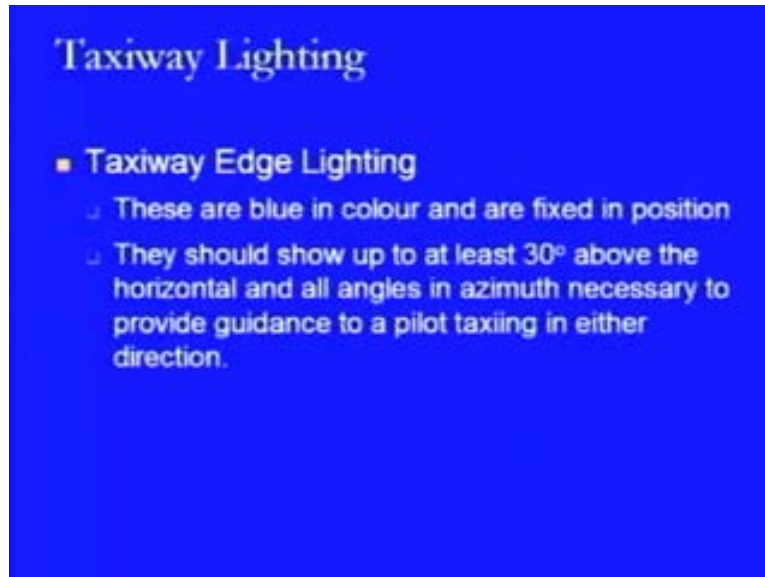 Taxiway Lighting
Taxiway Edge Lighting
These are blue in colour and are fixed in position
They should show up to at least 30° above the
horizontal and all angles in azimuth necessary to
provide guidance to a pilot taxiing in either
direction.